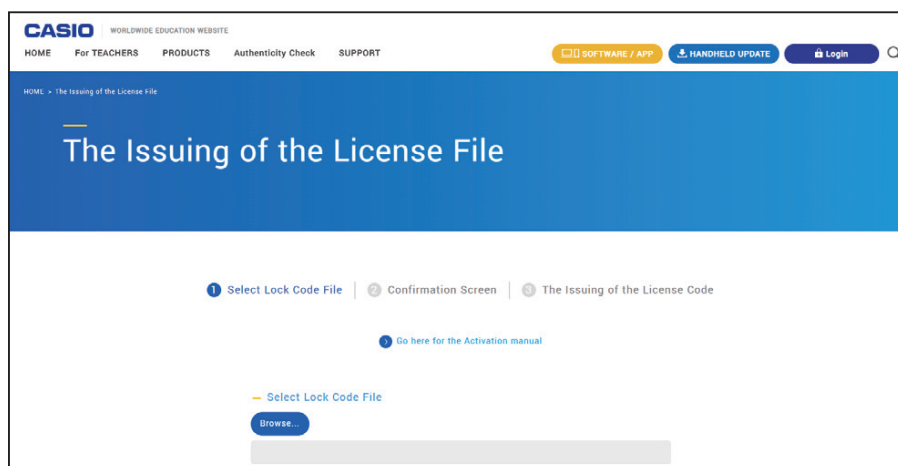 CASIO WORLDWIDE EDUCATION WEBSITE
HOME For TEACHERS PRODUCTS Authenticity Check SUPPORT SOFTWARE / APP HANDHELD UPDATE Login
HOME > The Issuing of the License File
The Issuing of the License File
1 Select Lock Code File 2 Confirmation Screen 3 The Issuing of the License Code
Go here for the Activation manual
Select Lock Code File
Browse...